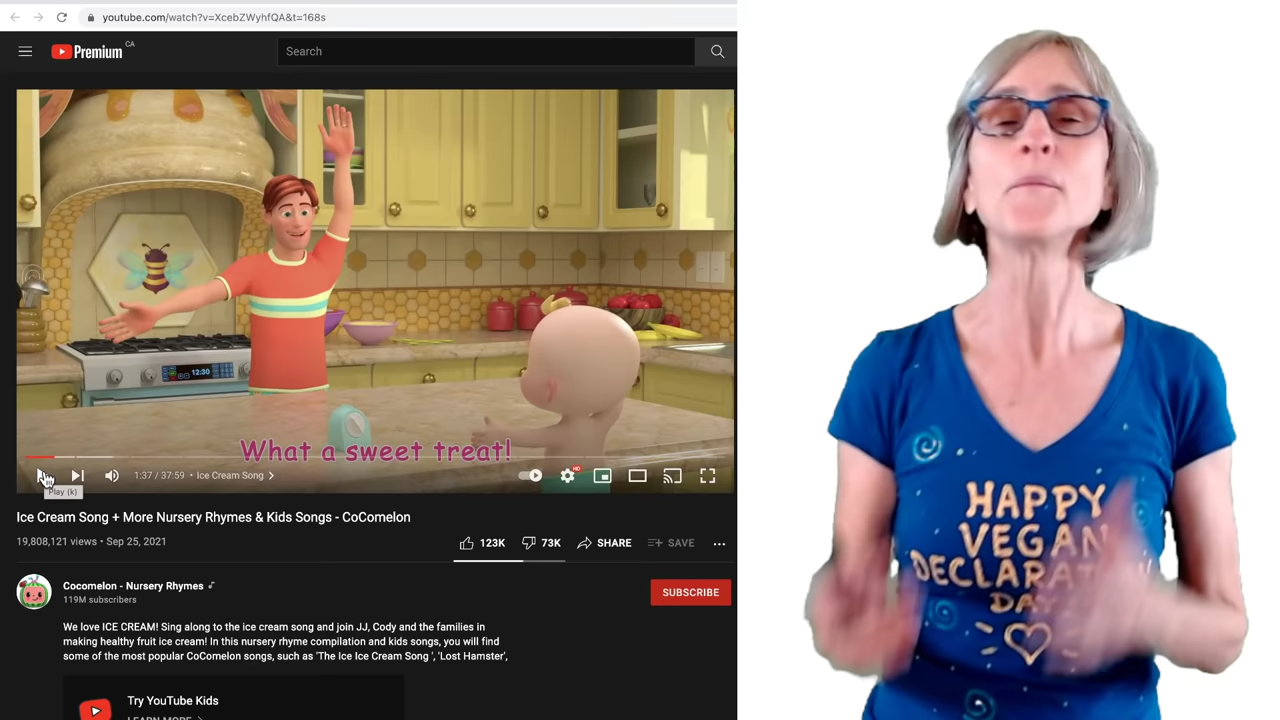 youtube.com/watch?v=XcebZWyhfQA&t=168s
Premium CA
Search
12:30
What a sweet treat!
1:37 / 37:59 • Ice Cream Song
HD
Play (k)
Ice Cream Song + More Nursery Rhymes & Kids Songs - CoComelon
19,808,121 views • Sep 25, 2021
123K
73K
SHARE
SAVE
Cocomelon - Nursery Rhymes
119M subscribers
SUBSCRIBE
We love ICE CREAM! Sing along to the ice cream song and join JJ, Cody and the families in
making healthy fruit ice cream! In this nursery rhyme compilation and kids songs, you will find
some of the most popular CoComelon songs, such as 'The Ice Ice Cream Song ', 'Lost Hamster',
Try YouTube Kids
LEARN MORE
HAPPY
VEGAN
DAY